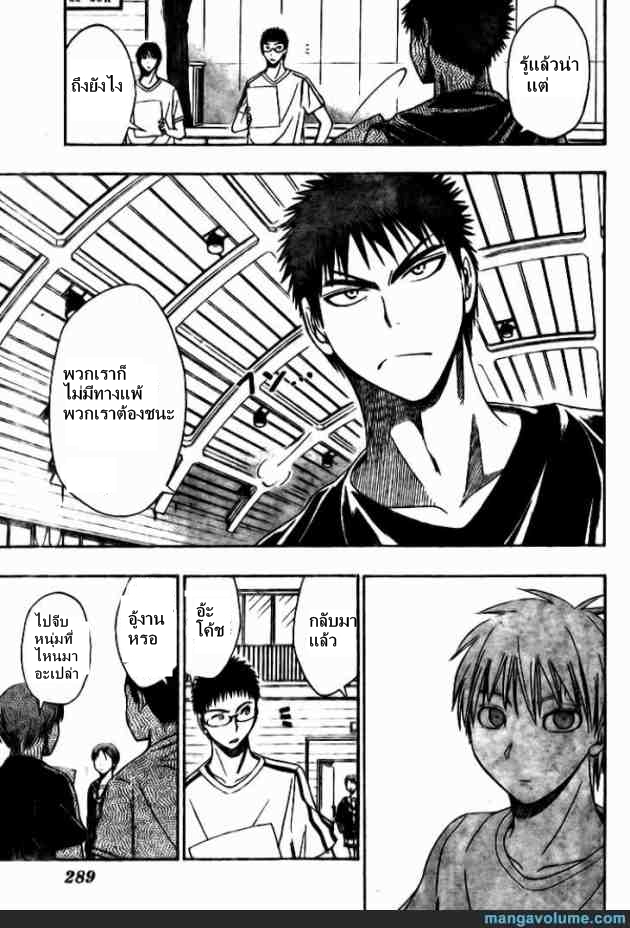 รู้แล้วน่า
แต่
ถึงยังไง
พวกเราก็
ไม่มีทางแพ้
พวกเราต้องชนะ
กลับมา
แล้ว
อ้ะ
โค้ช
อู้งาน
หรอ
ไปจีบ
หนุ่มที่
ไหนมา
อะเปล่า
289
mangavolume.com